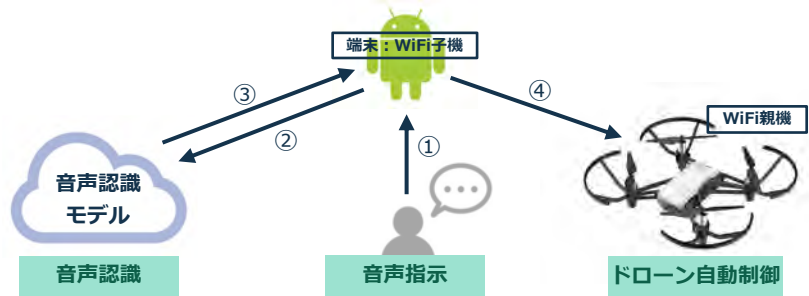 端末：WiFi子機
③
④
②
①
WiFi親機
音声認識
モデル
音声認識
音声指示
ドローン自動制御